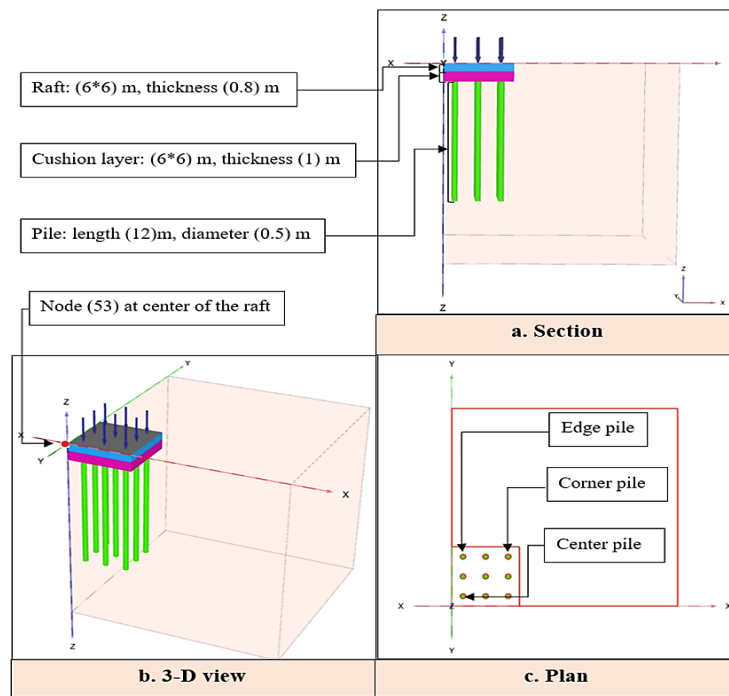 Raft: (6*6) m, thickness (0.8) m
Cushion layer: (6*6) m, thickness (1) m
Pile: length (12)m, diameter (0.5) m
Node (53) at center of the raft
Z
X
X
Z
Z
Y
X
a. Section
Y
Z
X
Y
X
Z
b. 3-D view
Y
Edge pile
Corner pile
Center pile
X
Z
X
Y
c. Plan